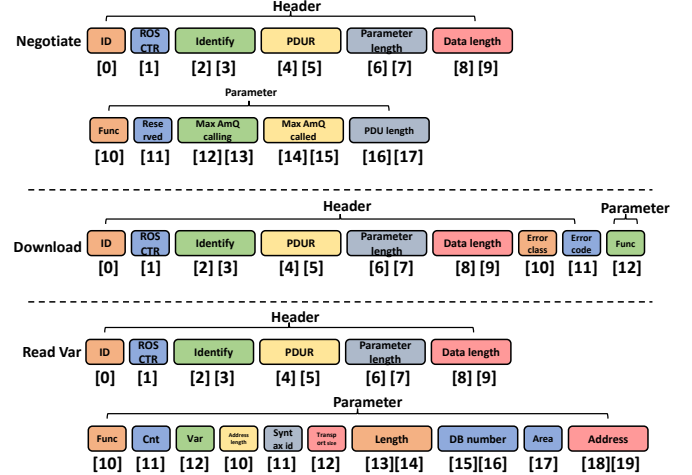 Header
Negotiate ID ROS CTR Identify PDUR Parameter length Data length
[0] [1] [2] [3] [4] [5] [6] [7] [8] [9]
Parameter
Func Rese rved Max AmQ calling Max AmQ called PDU length
[10] [11] [12] [13] [14] [15] [16] [17]
Header Parameter
Download ID ROS CTR Identify PDUR Parameter length Data length Error class Error code Func
[0] [1] [2] [3] [4] [5] [6] [7] [8] [9] [10] [11] [12]
Header
Read Var ID ROS CTR Identify PDUR Parameter length Data length
[0] [1] [2] [3] [4] [5] [6] [7] [8] [9]
Parameter
Func Cnt Var Address length Synt ax id Transp ort size Length DB number Area Address
[10] [11] [12] [10] [11] [12] [13][14] [15][16] [17] [18][19]